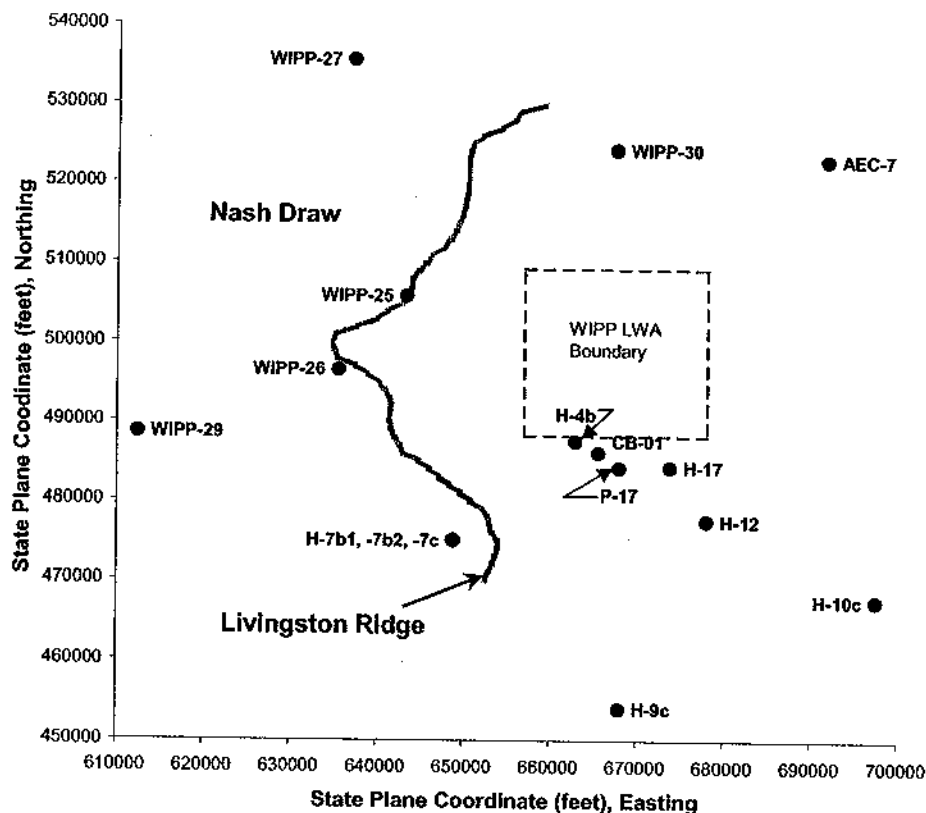 540000
WIPP-27
530000
WIPP-30
AEC-7
520000
Nash Draw
510000
WIPP-25
500000
WIPP LWA
Boundary
WIPP-26
490000
H-4b
WIPP-29
CB-01
H-17
480000
P-17
H-12
H-7b1, -7b2, -7c
470000
H-10c
Livingston Ridge
460000
H-9c
450000
State Plane Coodinate (feet), Northing
610000 620000 630000 640000 650000 660000 670000 680000 690000 700000
State Plane Coordinate (feet), Easting